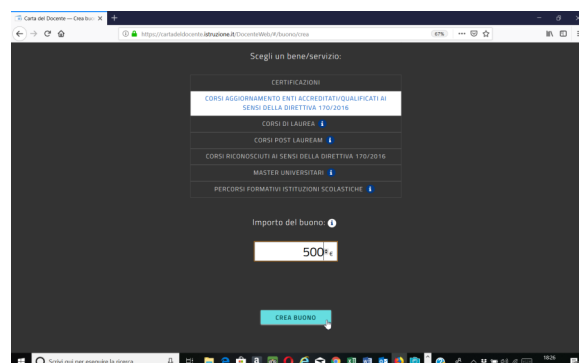 Carta del Docente — Crea buo
https://cartadeldocente.istruzione.it/DocenteWeb/#/buono/crea
67%
Scegli un bene/servizio:
CERTIFICAZIONI
CORSI AGGIORNAMENTO ENTI ACCREDITATI/QUALIFICATI AI
SENSI DELLA DIRETTIVA 170/2016
CORSI DI LAUREA
CORSI POST LAUREAM
CORSI RICONOSCIUTI AI SENSI DELLA DIRETTIVA 170/2016
MASTER UNIVERSITARI
PERCORSI FORMATIVI ISTITUZIONI SCOLASTICHE
Importo del buono:
500 €
CREA BUONO
Scrivi qui per eseguire la ricerca
18:26